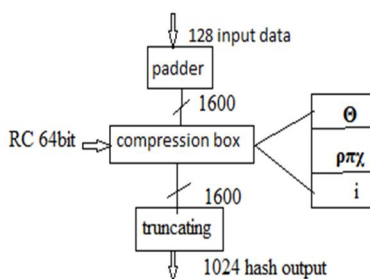 128 input data
padder
1600
RC 64bit
compression box
Θ
ρπχ
i
1600
truncating
1024 hash output